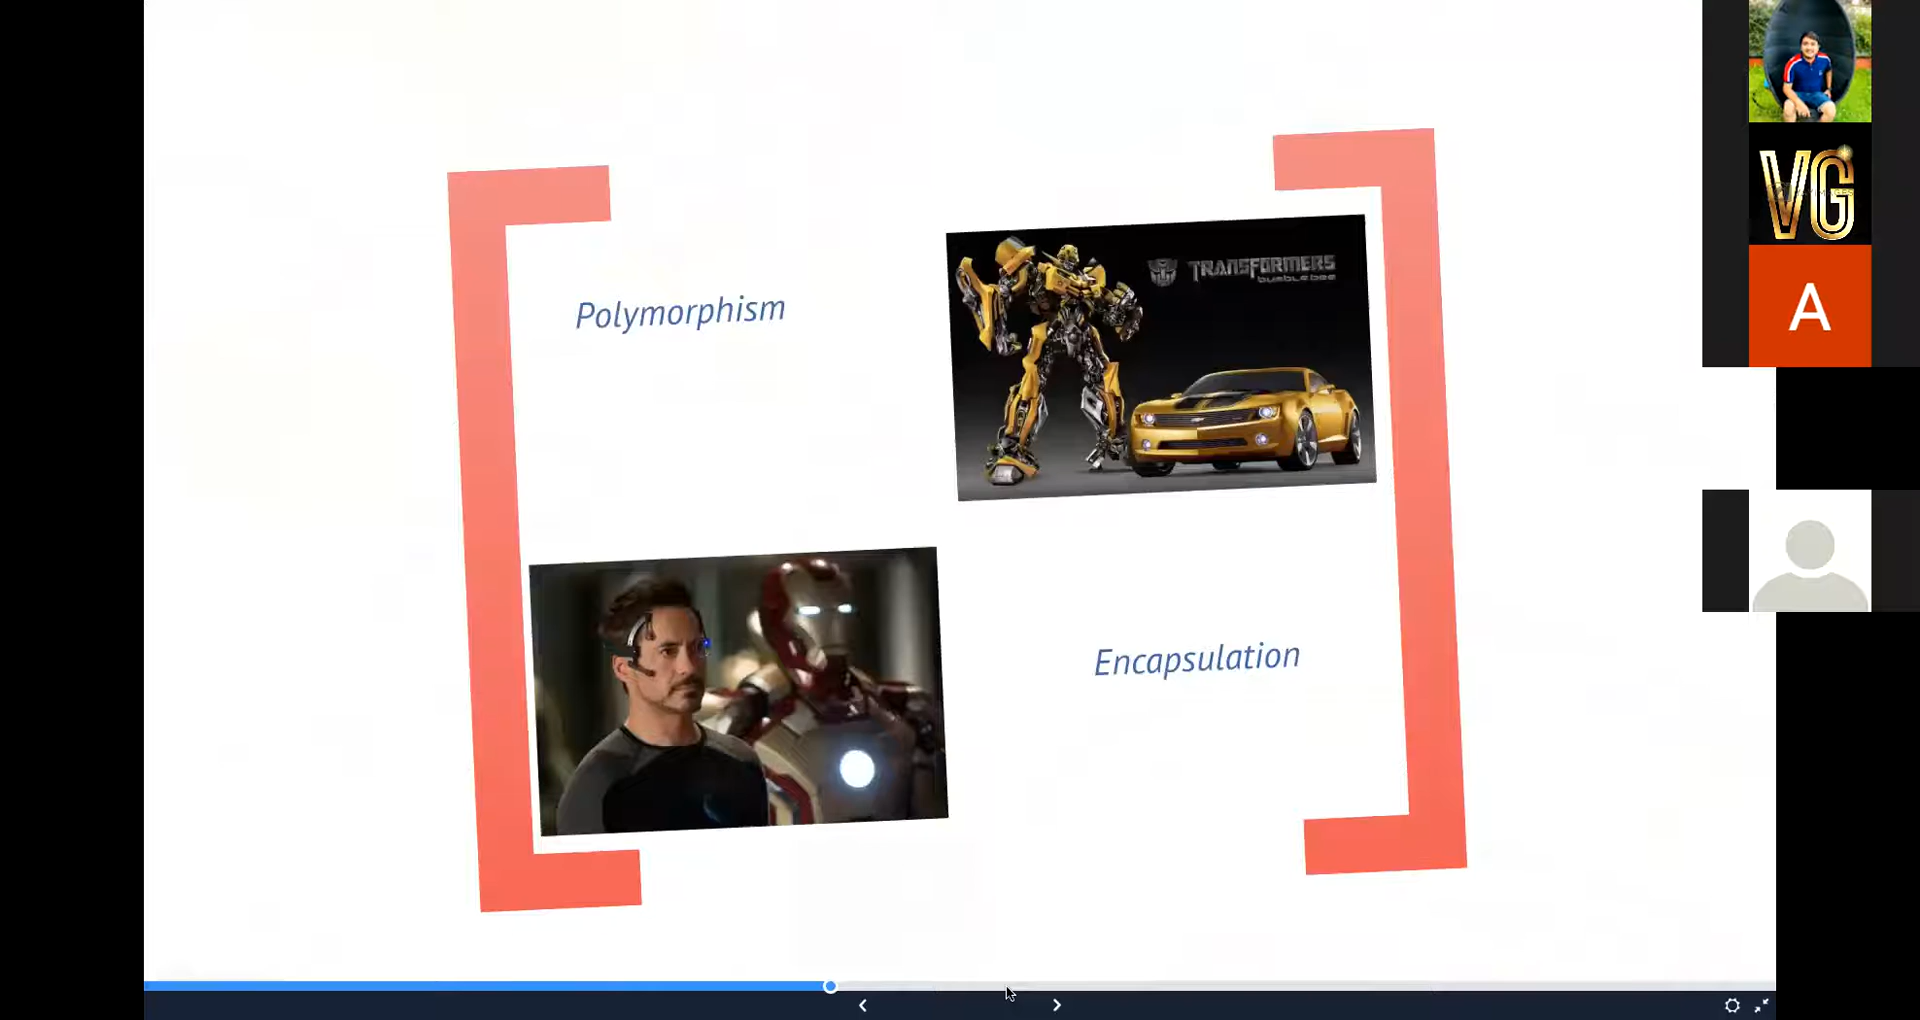 Polymorphism
TRANSFORMERS
bumblebee
Encapsulation
VG
A